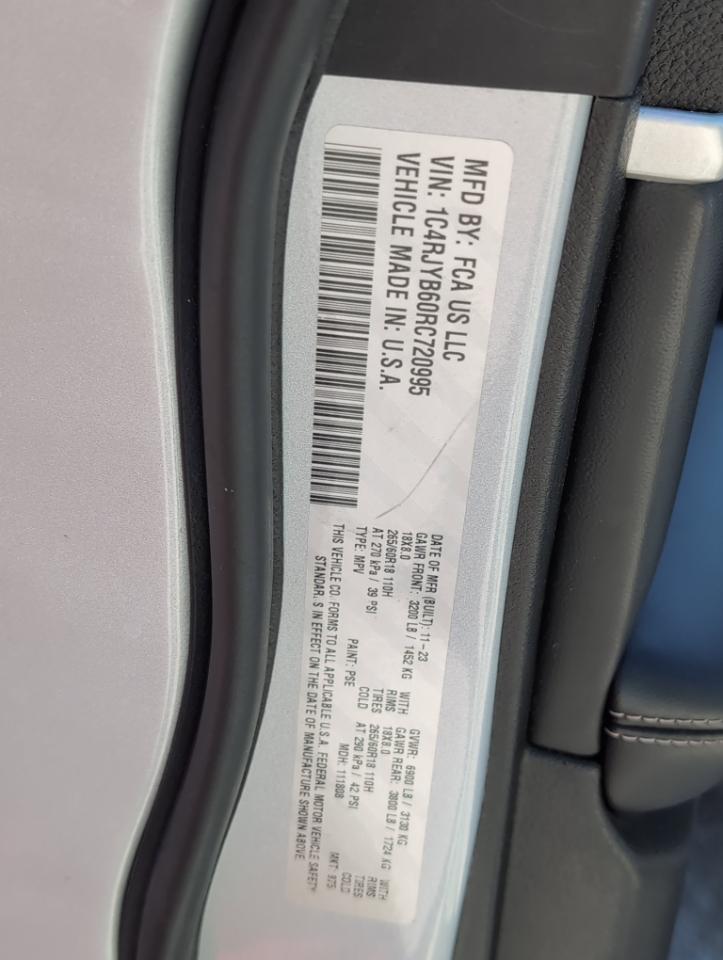 MFD BY: FCA US LLC
VIN: 1C4RJYB60RC720995
VEHICLE MADE IN: U.S.A.
DATE OF MFR (BUILT): 11-23 GVWR: 6900 LB / 3130 KG
GAWR FRONT: 3200 LB / 1452 KG WITH GAWR REAR: 3800 LB / 1724 KG WITH
18X8.0 RIMS 18X8.0 RIMS
265/60R18 110H TIRES 265/60R18 110H TIRES
AT 270 kPa / 39 PSI COLD AT 290 kPa / 42 PSI COLD
TYPE: MPV PAINT: PSE MDH: 111808 MKT:
THIS VEHICLE CO. FORMS TO ALL APPLICABLE U.S.A. FEDERAL MOTOR VEHICLE SAFETY
STANDAR. S IN EFFECT ON THE DATE OF MANUFACTURE SHOWN ABOVE.